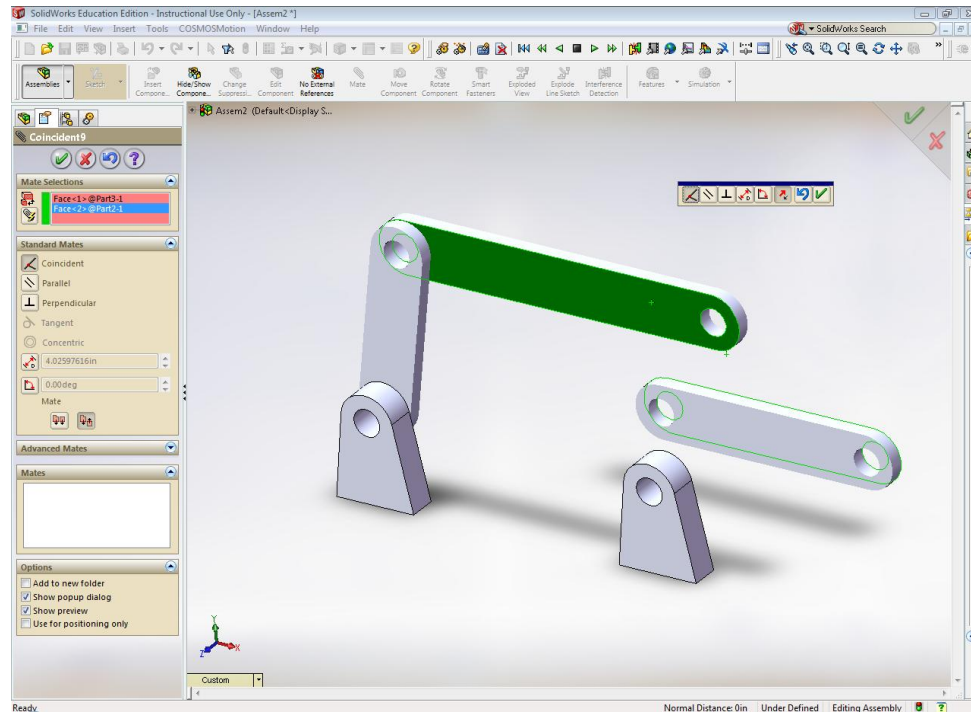 SolidWorks Education Edition - Instructional Use Only - [Assem2 *]
File Edit View Insert Tools COSMOSMotion Window Help
SolidWorks Search
Assemblies
Sketch
Insert Compone...
Hide/Show Compone...
Change Suppressi...
Edit Component
No External References
Mate
Move Component
Rotate Component
Smart Fasteners
Exploded View
Explode Line Sketch
Interference Detection
Features
Simulation
Assem2 (Default<Display S...
Coincident9
Mate Selections
Face<1>@Part3-1
Face<2>@Part2-1
Standard Mates
Coincident
Parallel
Perpendicular
Tangent
Concentric
4.02597616in
0.00deg
Mate
Advanced Mates
Mates
Options
Add to new folder
Show popup dialog
Show preview
Use for positioning only
Y
X
Z
Custom
Ready
Normal Distance: 0in Under Defined Editing Assembly